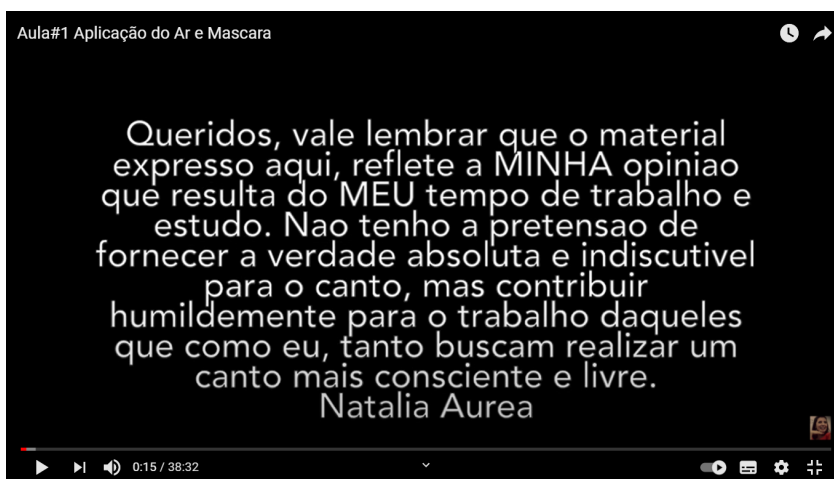 Aula#1 Aplicação do Ar e Mascara
Queridos, vale lembrar que o material
expresso aqui, reflete a MINHA opiniao
que resulta do MEU tempo de trabalho e
estudo. Nao tenho a pretensao de
fornecer a verdade absoluta e indiscutivel
para o canto, mas contribuir
humildemente para o trabalho daqueles
que como eu, tanto buscam realizar um
canto mais consciente e livre.
Natalia Aurea
0:15 / 38:32